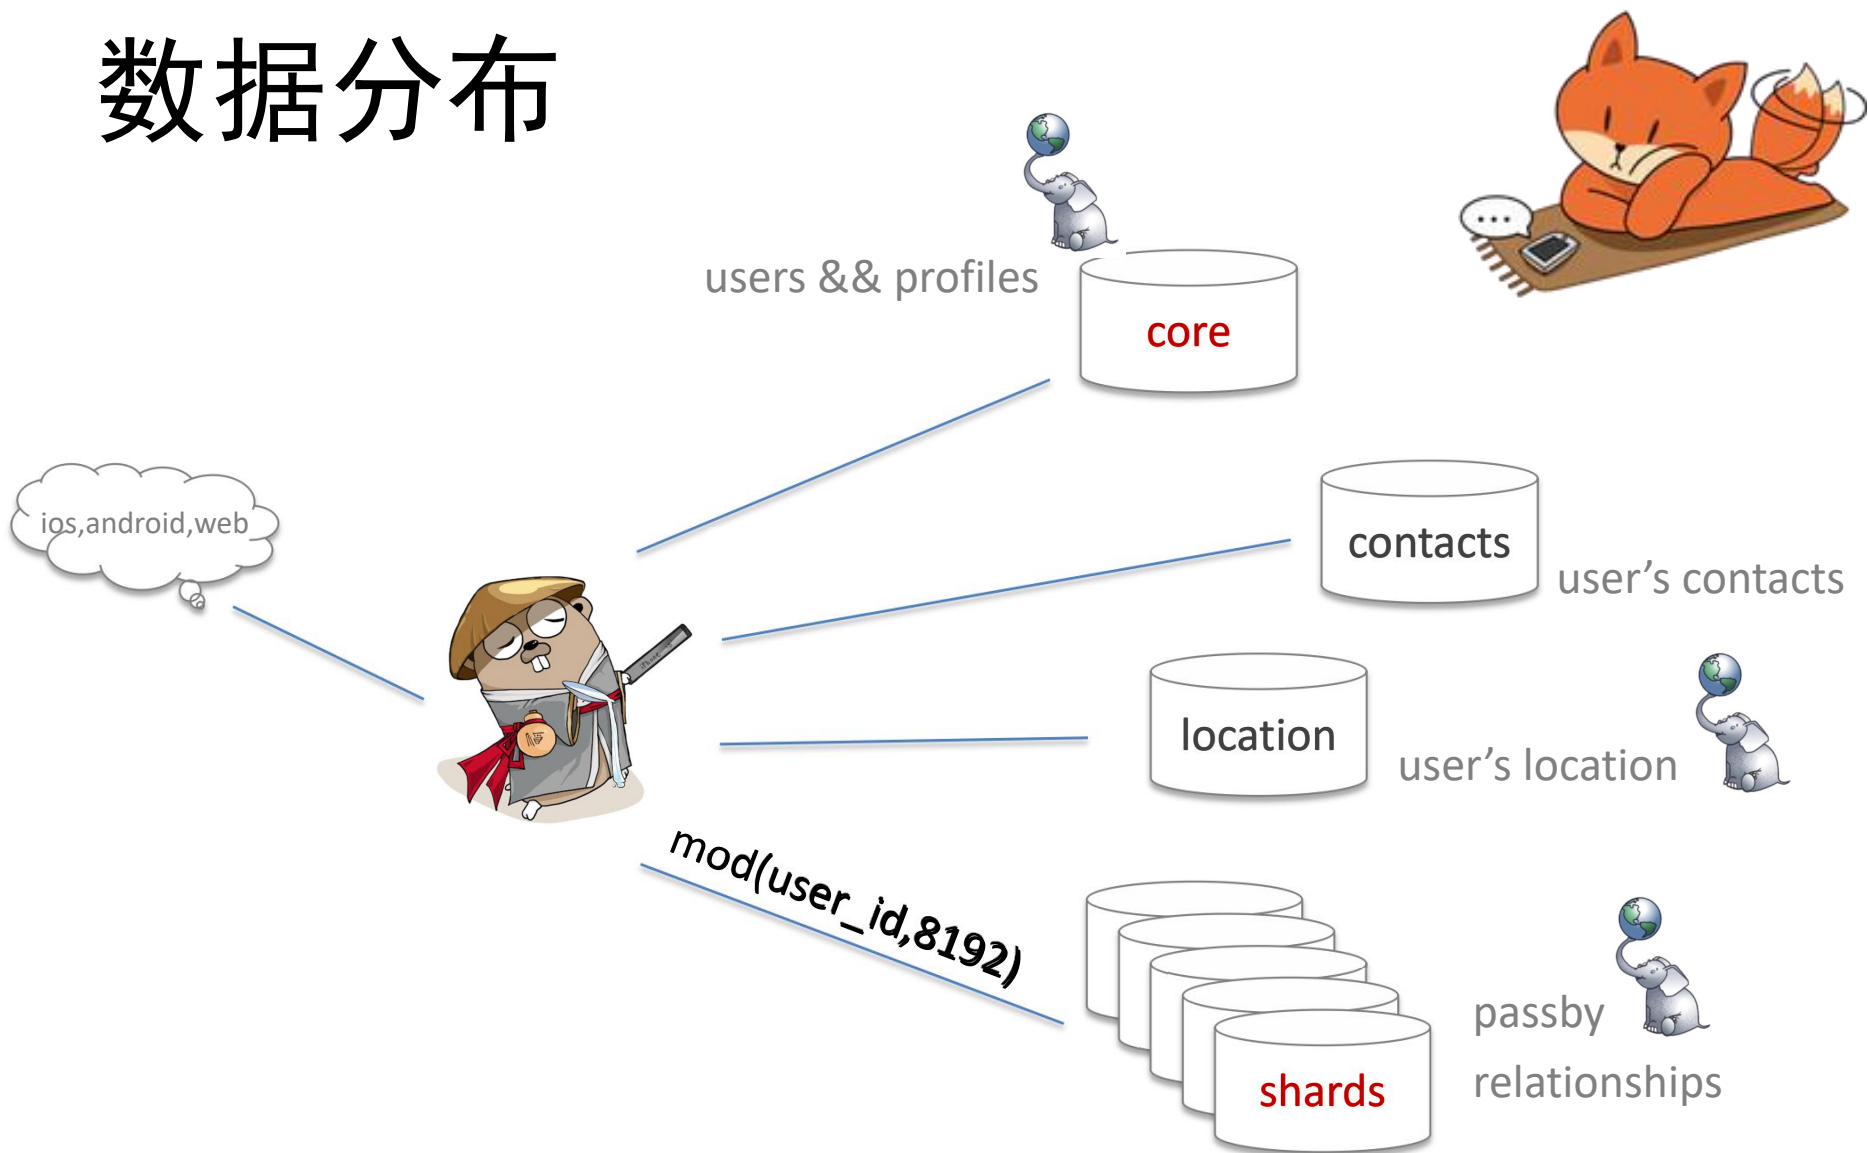 数据分布
users && profiles
core
ios,android,web
contacts
user's contacts
location
user's location
mod(user_id,8192)
passby
relationships
shards